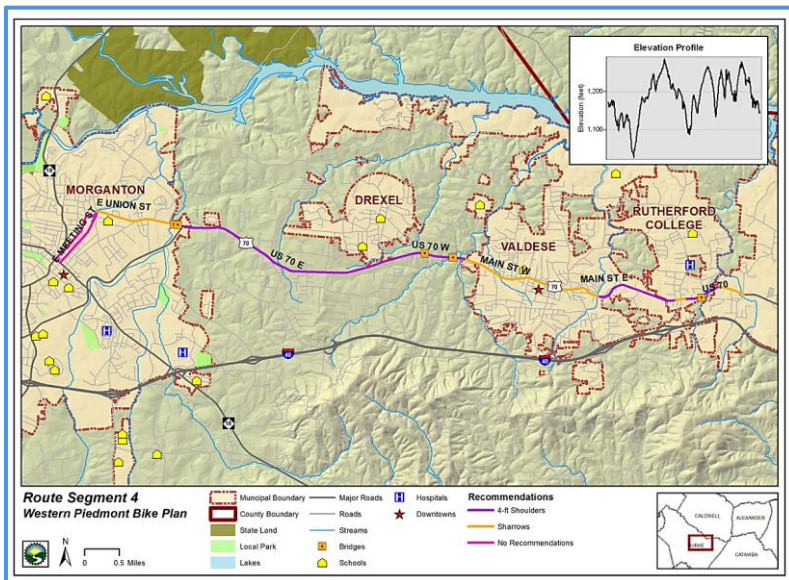 Elevation Profile
Elevation (feet)
1,200
1,100
MORGANTON
E UNION ST
E MEETING ST
DREXEL
70
US 70 E
US 70 W
VALDESE
MAIN ST W
70
MAIN ST E
RUTHERFORD
COLLEGE
US 70
H
H
H
40
40
18
Route Segment 4
Western Piedmont Bike Plan
N
0
0.5 Miles
Municipal Boundary
County Boundary
State Land
Local Park
Lakes
Major Roads
Roads
Streams
Bridges
Schools
H Hospitals
Downtowns
Recommendations
4-ft Shoulders
Sharrows
No Recommendations
CALDWELL
ALEXANDER
BURKE
CATAWBA